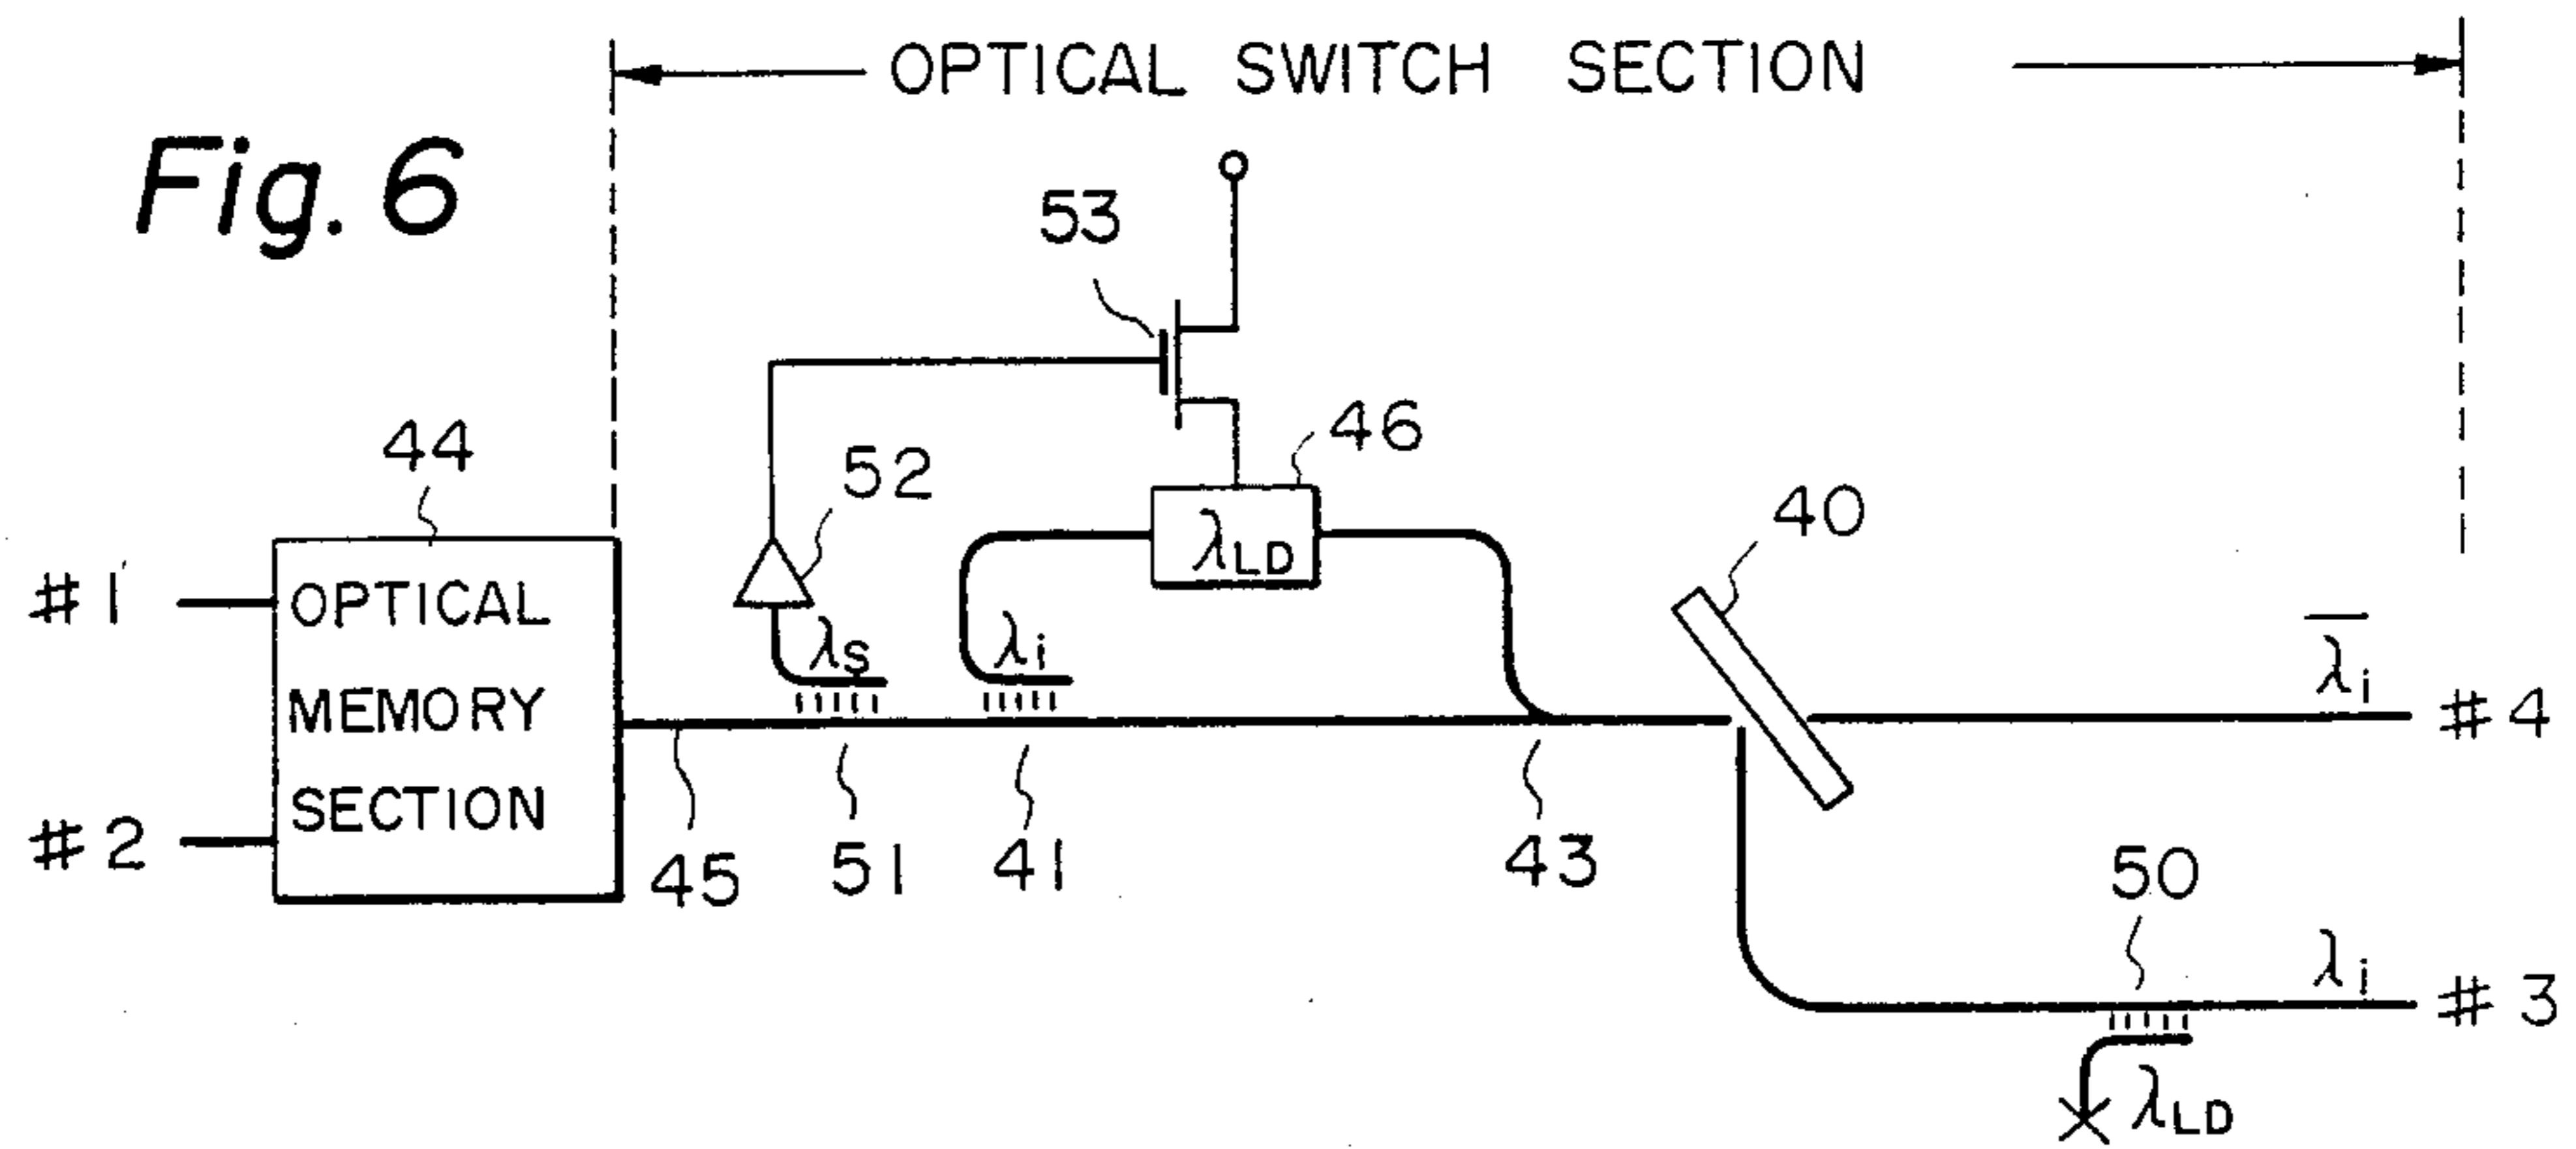 OPTICAL SWITCH SECTION
Fig. 6
53
44
52
46
40
#1
OPTICAL
MEMORY
SECTION
#2
λLD
λS
λi
λ̅i
#4
45
51
41
43
50
λi
#3
λLD